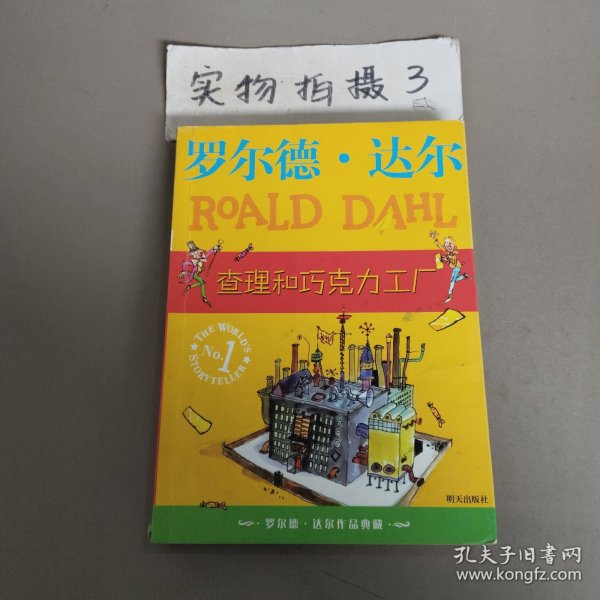 实物拍摄3
罗尔德·达尔
ROALD DAHL
查理和巧克力工厂
THE WORLD'S
No.1
STORYTELLER
明天出版社
罗尔德·达尔作品典藏
孔夫子旧书网
www.kongfz.com